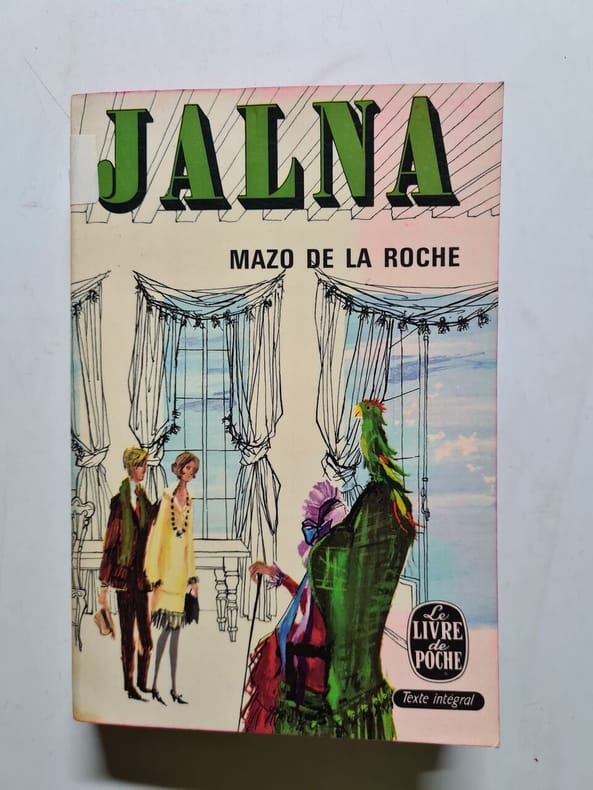 JALNA
MAZO DE LA ROCHE
Le
LIVRE
de
POCHE
Texte intégral